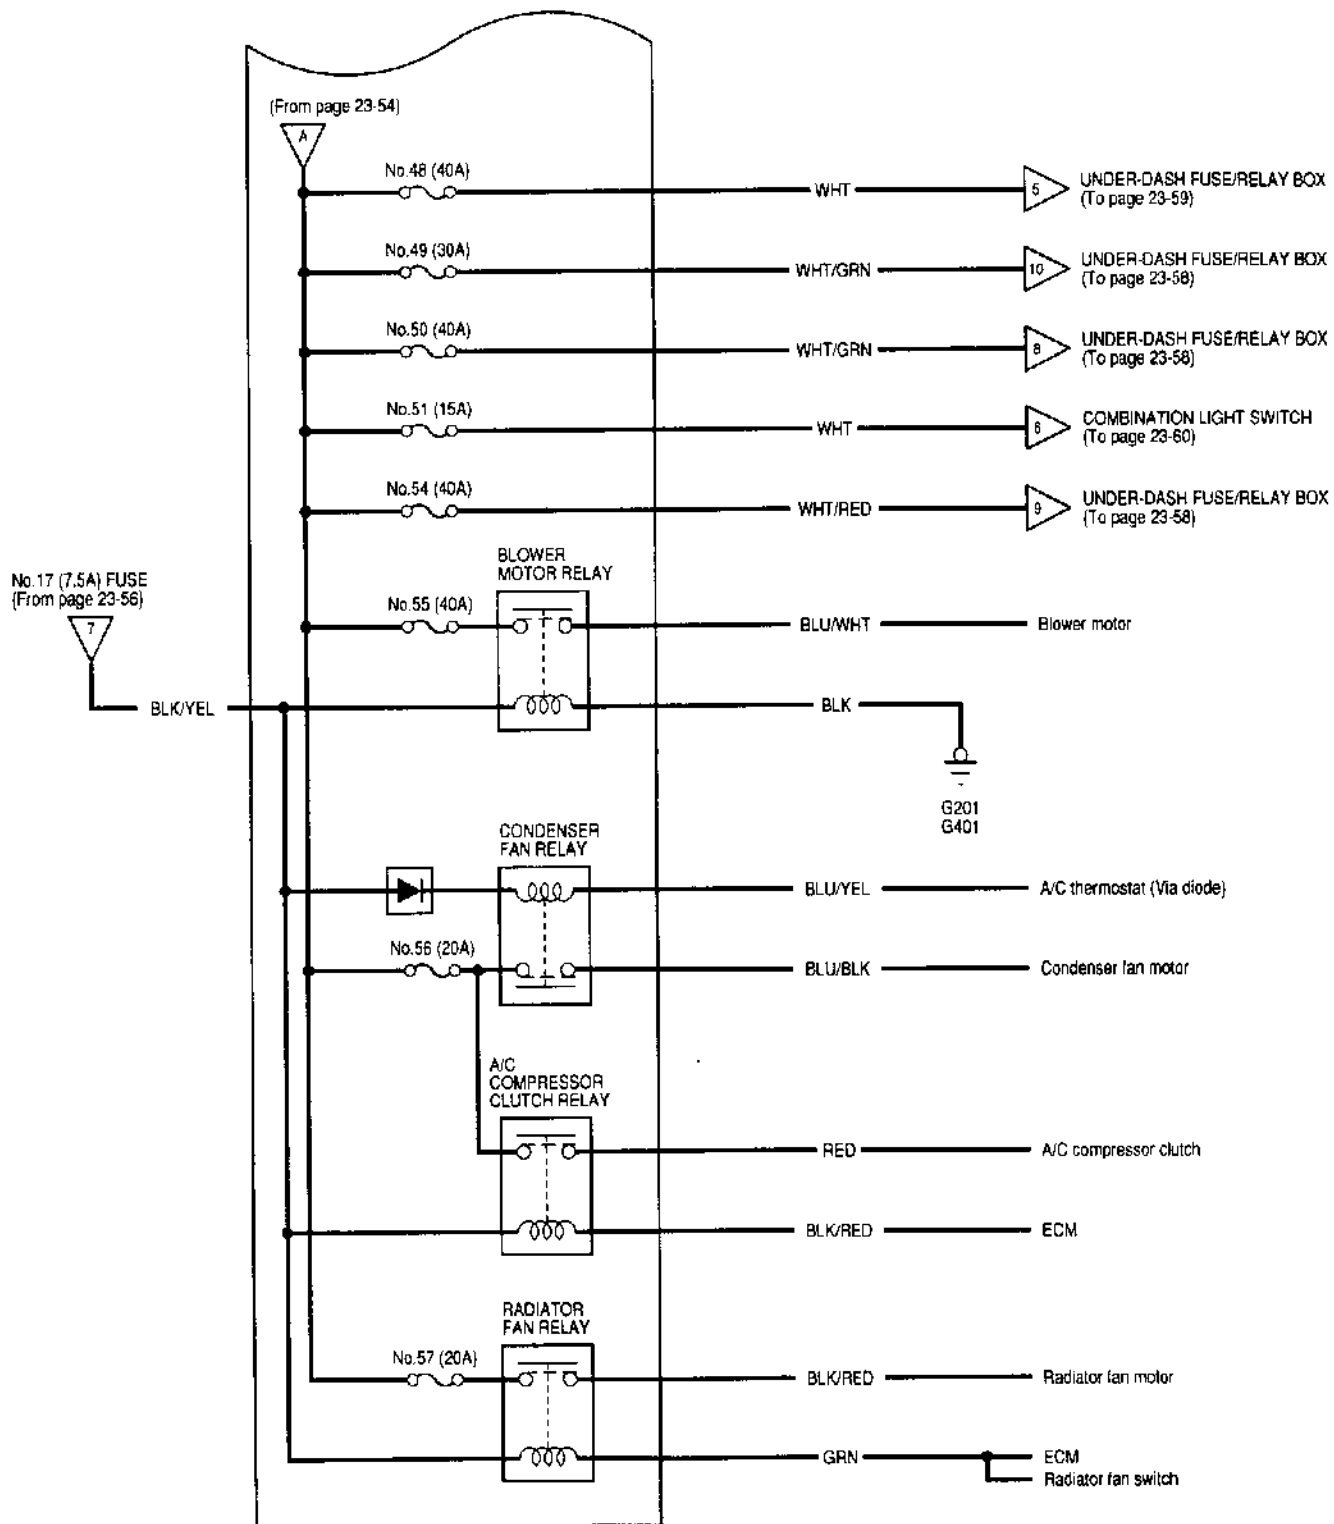 (From page 23-54)
A
No.48 (40A)
WHT
5
UNDER-DASH FUSE/RELAY BOX
(To page 23-59)
No.49 (30A)
WHT/GRN
10
UNDER-DASH FUSE/RELAY BOX
(To page 23-58)
No.50 (40A)
WHT/GRN
8
UNDER-DASH FUSE/RELAY BOX
(To page 23-58)
No.51 (15A)
WHT
6
COMBINATION LIGHT SWITCH
(To page 23-60)
No.54 (40A)
WHT/RED
9
UNDER-DASH FUSE/RELAY BOX
(To page 23-58)
BLOWER
MOTOR RELAY
No.17 (7.5A) FUSE
(From page 23-56)
7
No.55 (40A)
BLU/WHT
Blower motor
BLK/YEL
BLK
G201
G401
CONDENSER
FAN RELAY
BLU/YEL
A/C thermostat (Via diode)
No.56 (20A)
BLU/BLK
Condenser fan motor
A/C
COMPRESSOR
CLUTCH RELAY
RED
A/C compressor clutch
BLK/RED
ECM
RADIATOR
FAN RELAY
No.57 (20A)
BLK/RED
Radiator fan motor
GRN
ECM
Radiator fan switch